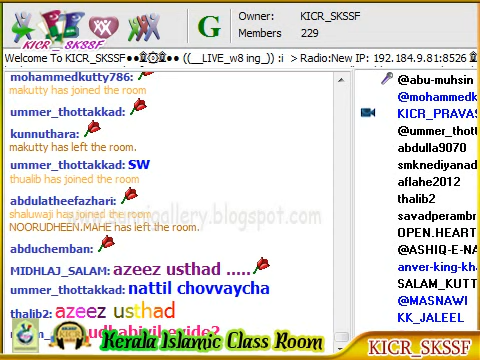 KICR_SKSSF
G
Owner: KICR_SKSSF
Members 229
Welcome To KICR_SKSSF●●۩۞۩●● ((__LIVE_w8 ing_)) :i > Radio:New IP: 192.184.9.81:8526
mohammedkutty786:
makutty has joined the room
ummer_thottakkad:
kunnuthara:
makutty has left the room.
ummer_thottakkad: SW
thualib has joined the room
abdulatheefazhari:
shaluwaji has joined the room
NOORUDHEEN.MAHE has left the room.
abduchemban:
MIDHLAJ_SALAM: azeez usthad .....
ummer_thottakkad: nattil chovvaycha
thalib2: azeez usthad
@abu-muhsin
@mohammedk
KICR_PRAVAS
@ummer_thott
abdulla9070
smknediyanad
aflahe2012
thalib2
savadperambr
OPEN.HEART
@ASHIQ-E-NA
anver-king-kha
SALAM_KUTT
@MASNAWI
KK_JALEEL
Kerala Islamic Class Room
KICR_SKSSF